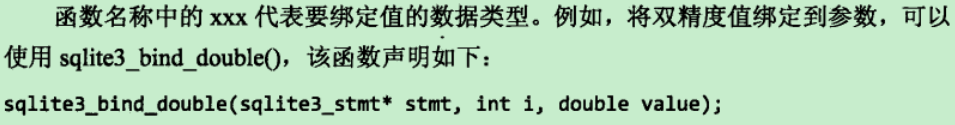 函数名称中的 xxx 代表要绑定值的数据类型。例如，将双精度值绑定到参数，可以
使用 sqlite3_bind_double()，该函数声明如下：
sqlite3_bind_double(sqlite3_stmt* stmt, int i, double value);